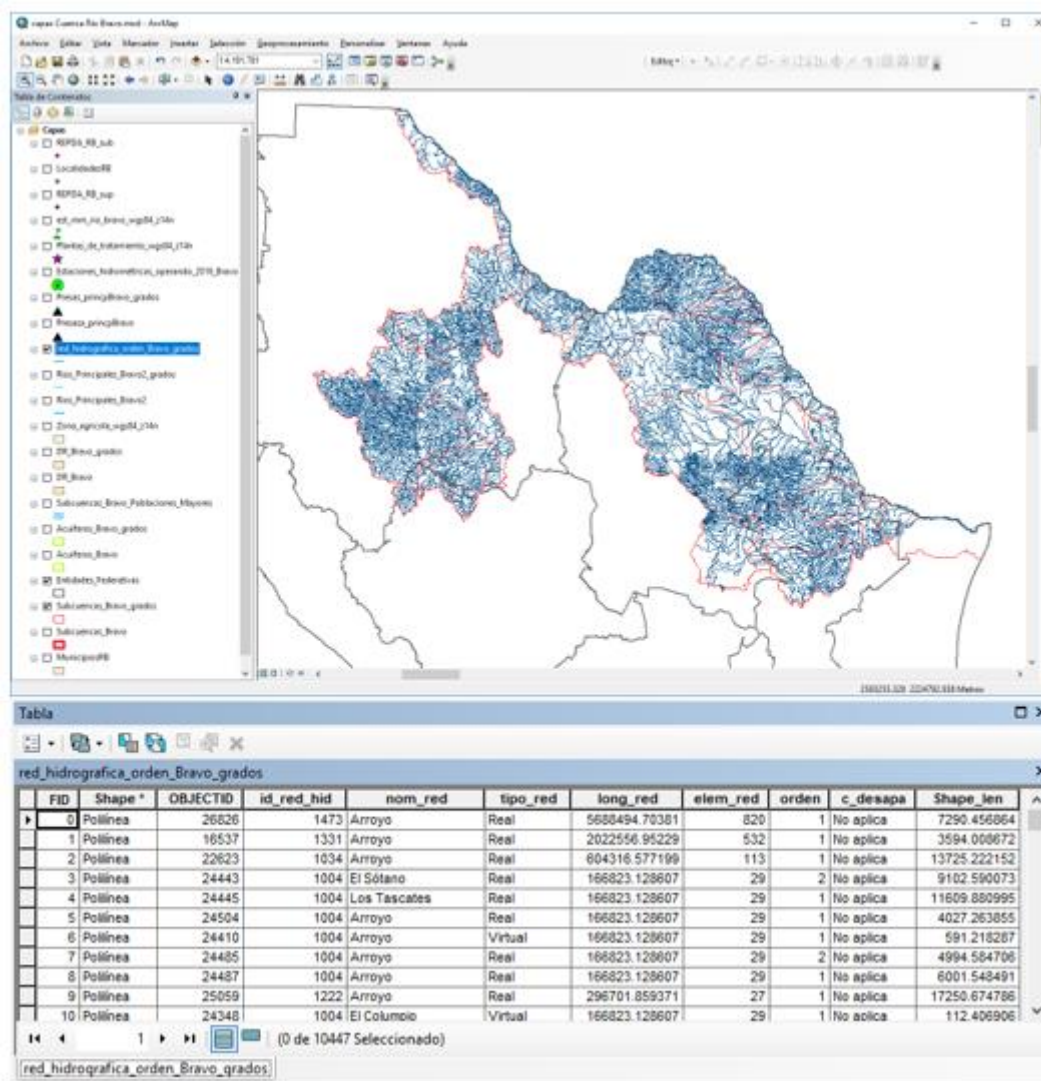 capas Cuenca Rio Bravo.mxd - ArcMap
Archivo Editar Vista Marcador Insertar Selección Geoprocesamiento Personalizar Ventanas Ayuda
Tabla de Contenidos
Capas
REPDA_RB_sub
LocalidadesRB
REPDA_RB_sup
est_mm_rio_bravo_wgs84_z14n
Plantas_de_tratamiento_wgs84_z14n
Estaciones_hidrometricas_operando_2016_Bravo
Presas_principBravo_grados
red_hidrografica_orden_Bravo_grados
Rios_Principales_Bravo2_grados
Rios_Principales_Bravo2
Zona_agricola_wgs84_z14n
DR_Bravo_grados
DR_Bravo
Subcuencas_Bravo_Poblaciones_Mayores
Acuiferos_Bravo_grados
Acuiferos_Bravo
Entidades_Federativas
Subcuencas_Bravo_grados
Subcuencas_Bravo
MunicipiosRB
Metros
Tabla
red_hidrografica_orden_Bravo_grados
FID Shape * OBJECTID id_red_hid nom_red tipo_red long_red elem_red orden c_desapa Shape_len
0 Polilínea 26826 1473 Arroyo Real 5688494.70381 820 1 No aplica 7290.456864
1 Polilínea 16537 1331 Arroyo Real 2022556.95229 532 1 No aplica 3594.008672
2 Polilínea 22623 1034 Arroyo Real 604316.577199 113 1 No aplica 13725.222152
3 Polilínea 24443 1004 El Sótano Real 166823.128607 29 2 No aplica 9102.590073
4 Polilínea 24445 1004 Los Tascates Real 166823.128607 29 1 No aplica 11609.880995
5 Polilínea 24504 1004 Arroyo Real 166823.128607 29 1 No aplica 4027.263855
6 Polilínea 24410 1004 Arroyo Virtual 166823.128607 29 1 No aplica 591.218287
7 Polilínea 24485 1004 Arroyo Real 166823.128607 29 2 No aplica 4994.584706
8 Polilínea 24487 1004 Arroyo Real 166823.128607 29 1 No aplica 6001.548491
9 Polilínea 25059 1222 Arroyo Real 296701.859371 27 1 No aplica 17250.674786
10 Polilínea 24348 1004 El Columpio Virtual 166823.128607 29 1 No aplica 112.406906
1 (0 de 10447 Seleccionado)
red_hidrografica_orden_Bravo_grados